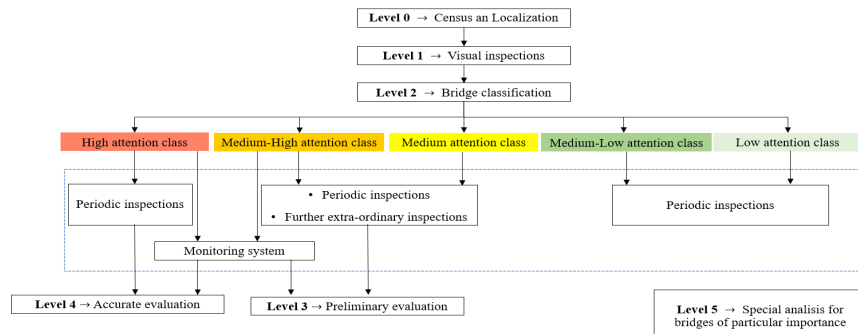 Level 0 → Census an Localization
Level 1 → Visual inspections
Level 2 → Bridge classification
High attention class
Medium-High attention class
Medium attention class
Medium-Low attention class
Low attention class
Periodic inspections
• Periodic inspections
• Further extra-ordinary inspections
Periodic inspections
Monitoring system
Level 4 → Accurate evaluation
Level 3 → Preliminary evaluation
Level 5 → Special analisis for
bridges of particular importance